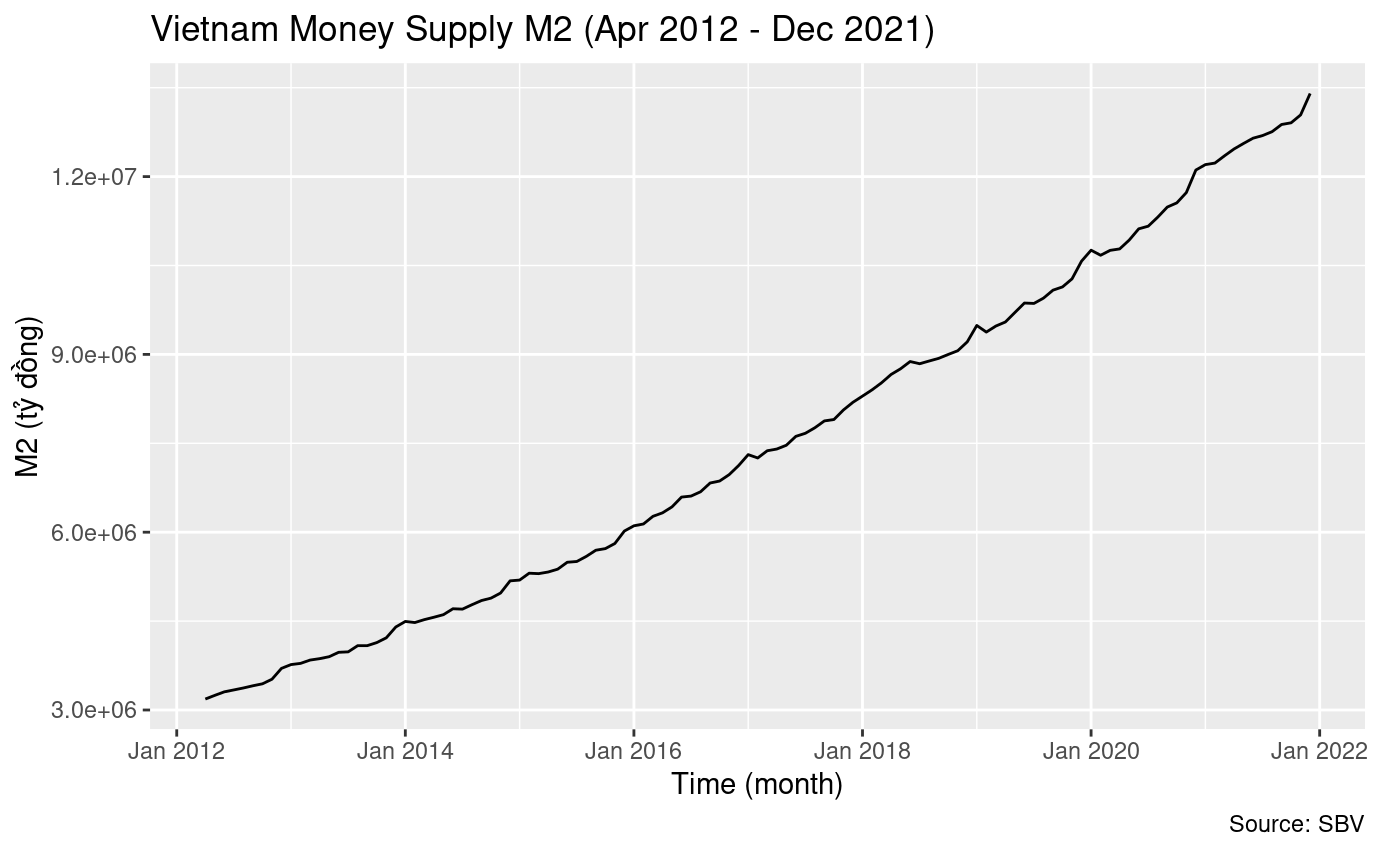 Vietnam Money Supply M2 (Apr 2012 - Dec 2021)
M2 (tỷ đồng)
1.2e+07
9.0e+06
6.0e+06
3.0e+06
Jan 2012 Jan 2014 Jan 2016 Jan 2018 Jan 2020 Jan 2022
Time (month)
Source: SBV